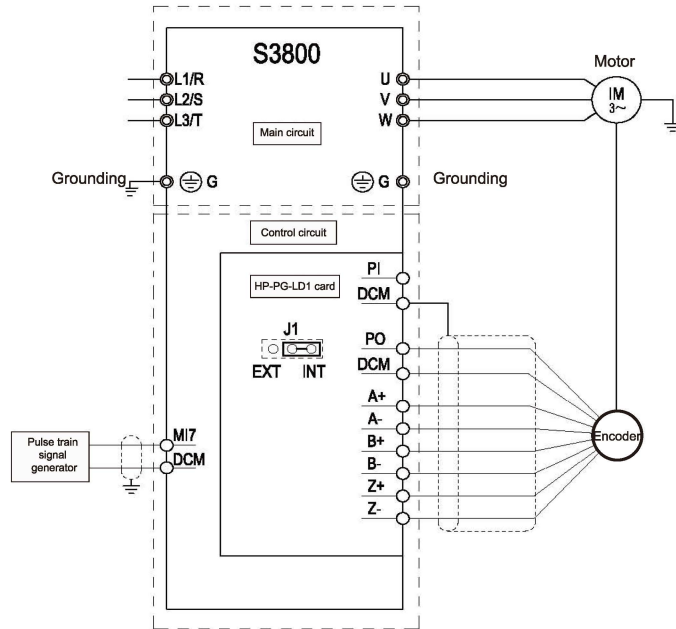 S3800
Motor
L1/R
L2/S
L3/T
U
V
W
IM
3~
Main circuit
Grounding
G
G
Grounding
Control circuit
PI
HP-PG-LD1 card
DCM
J1
EXT INT
PO
DCM
A+
A-
B+
B-
Z+
Z-
Encoder
Pulse train
signal
generator
MI7
DCM